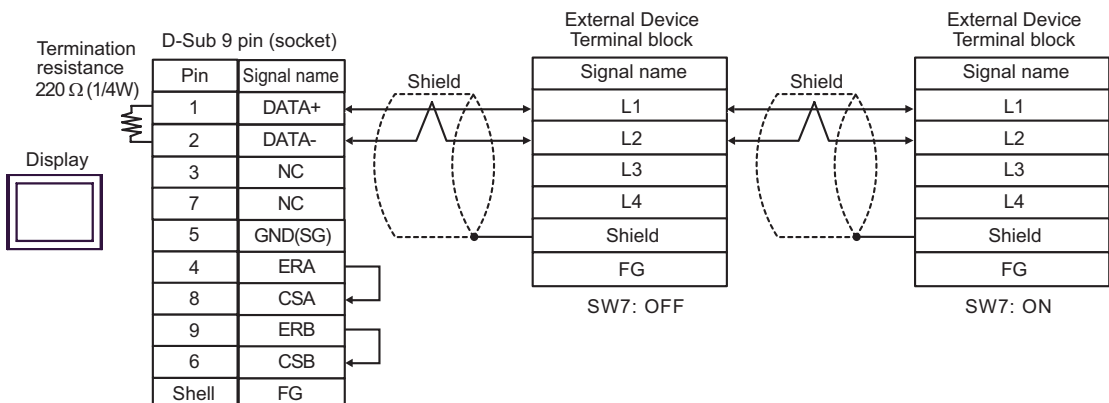 Termination
resistance
220 Ω (1/4W)
Display
D-Sub 9 pin (socket)
Pin Signal name
1 DATA+
2 DATA-
3 NC
7 NC
5 GND(SG)
4 ERA
8 CSA
9 ERB
6 CSB
Shell FG
Shield
External Device
Terminal block
Signal name
L1
L2
L3
L4
Shield
FG
SW7: OFF
Shield
External Device
Terminal block
Signal name
L1
L2
L3
L4
Shield
FG
SW7: ON